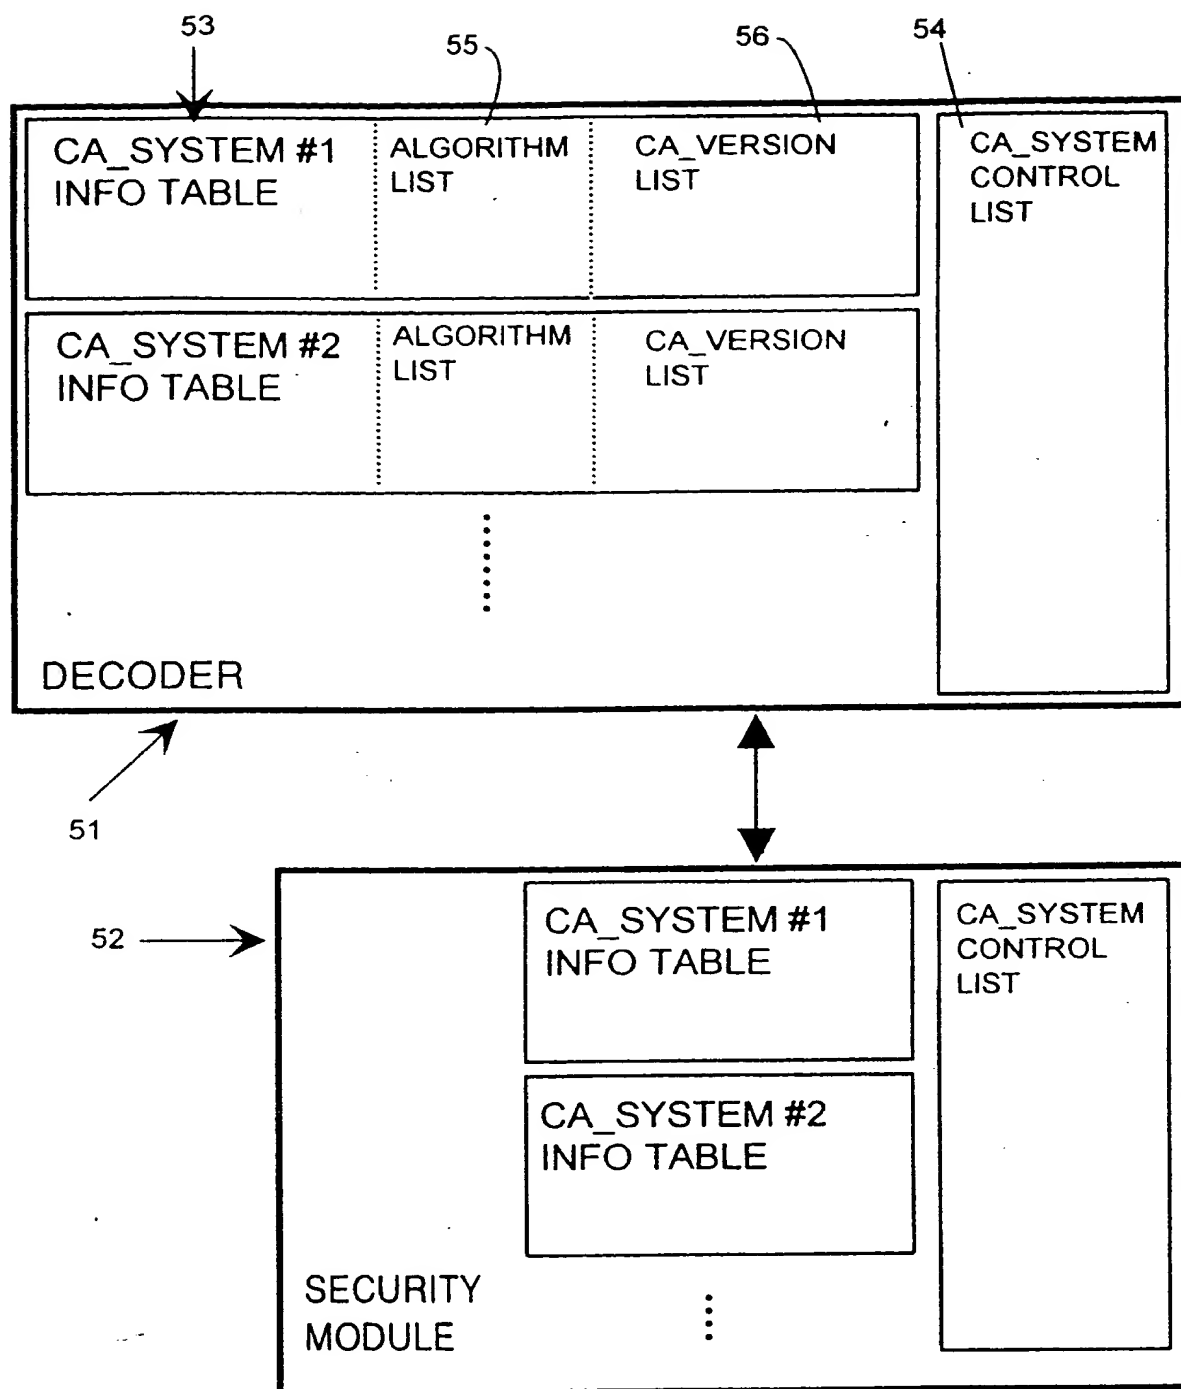 53
55
56
54
CA_SYSTEM #1
INFO TABLE
ALGORITHM
LIST
CA_VERSION
LIST
CA_SYSTEM
CONTROL
LIST
CA_SYSTEM #2
INFO TABLE
ALGORITHM
LIST
CA_VERSION
LIST
DECODER
51
52
CA_SYSTEM #1
INFO TABLE
CA_SYSTEM
CONTROL
LIST
CA_SYSTEM #2
INFO TABLE
SECURITY
MODULE